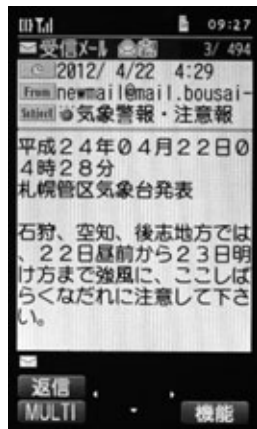 09:27
受信メール 3/ 494
2012/ 4/22 4:29
From newmail@mail.bousai-
Subject 気象警報・注意報
平成24年04月22日0
4時28分
札幌管区気象台発表
石狩、空知、後志地方では
、22日昼前から23日明
け方まで強風に、ここしば
らくなだれに注意して下さ
い。
返信
MULTI 機能